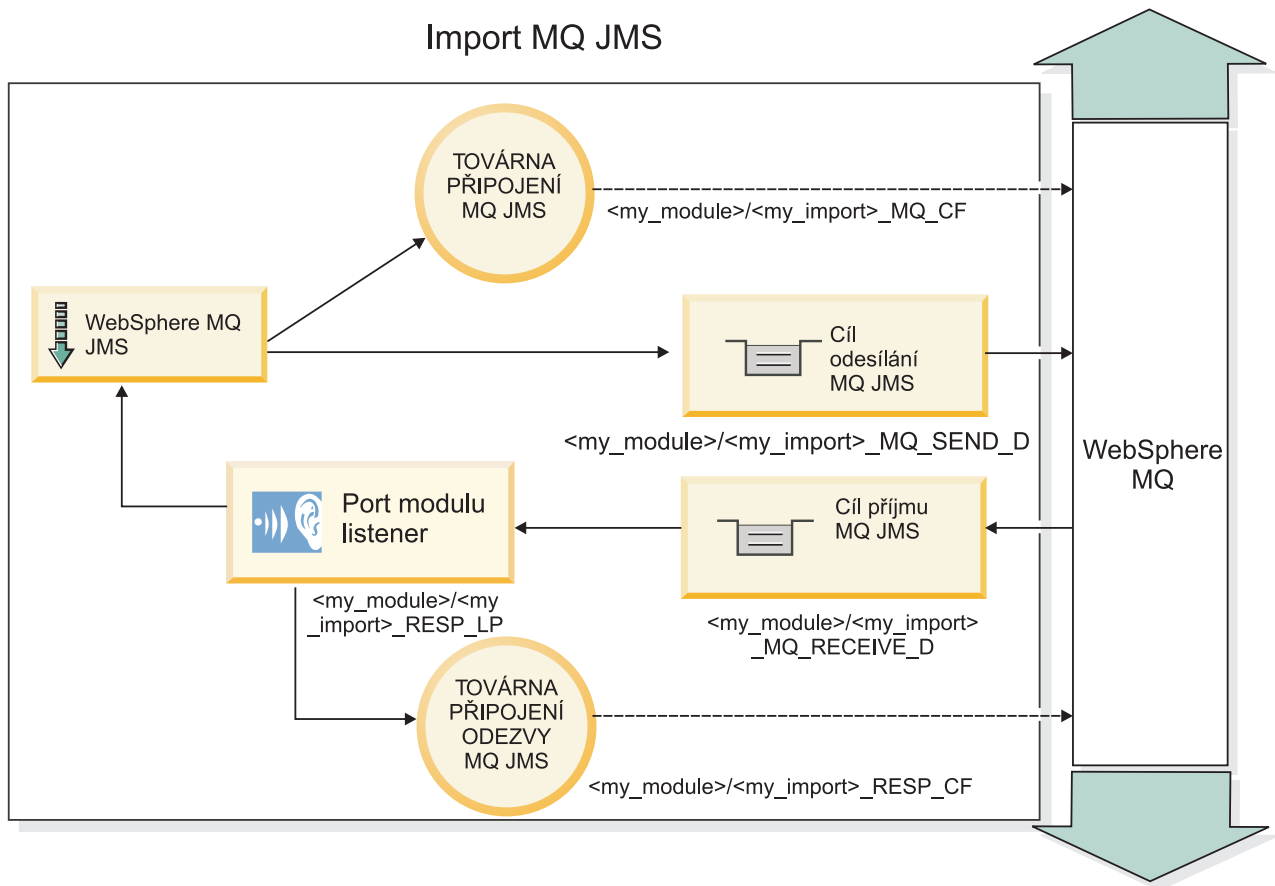 Import MQ JMS
TOVÁRNA
PŘIPOJENÍ
MQ JMS
<my_module>/<my_import>_MQ_CF
WebSphere MQ
JMS
Cíl
odesílání
MQ JMS
<my_module>/<my_import>_MQ_SEND_D
WebSphere
MQ
Port modulu
listener
Cíl příjmu
MQ JMS
<my_module>/<my
_import>_RESP_LP
<my_module>/<my_import>
_MQ_RECEIVE_D
TOVÁRNA
PŘIPOJENÍ
ODEZVY
MQ JMS
<my_module>/<my_import>_RESP_CF